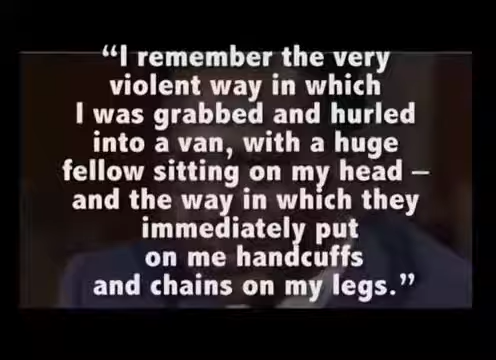 “I remember the very
violent way in which
I was grabbed and hurled
into a van, with a huge
fellow sitting on my head –
and the way in which they
immediately put
on me handcuffs
and chains on my legs.”